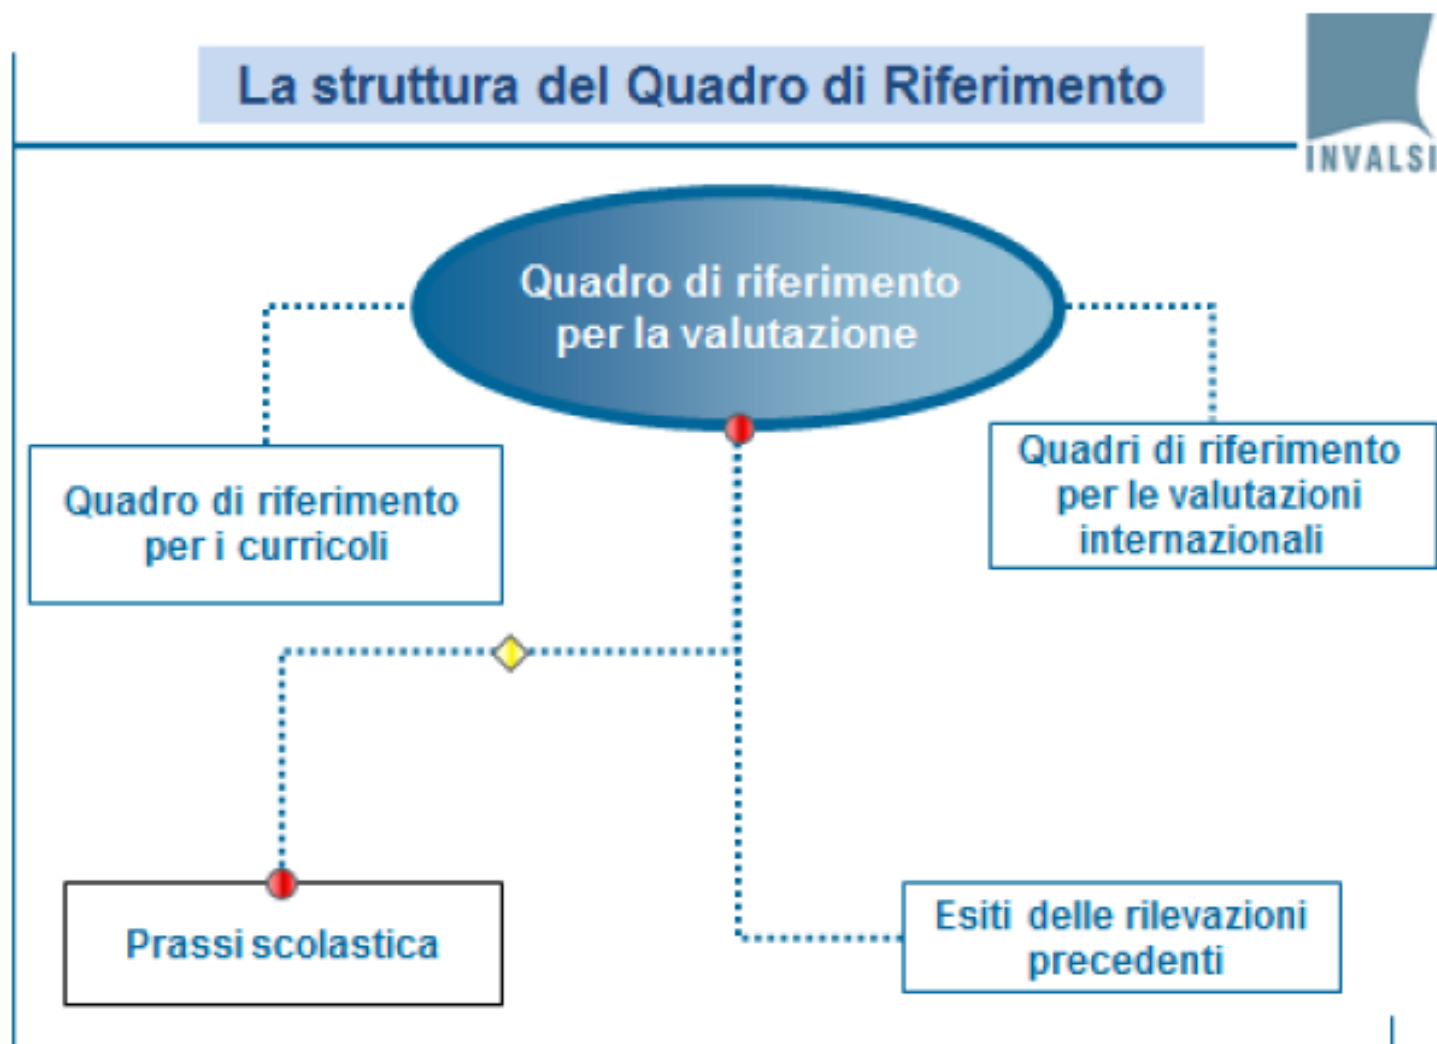 La struttura del Quadro di Riferimento
INVALSI
Quadro di riferimento
per la valutazione
Quadro di riferimento
per i curricoli
Quadri di riferimento
per le valutazioni
internazionali
Prassi scolastica
Esiti delle rilevazioni
precedenti